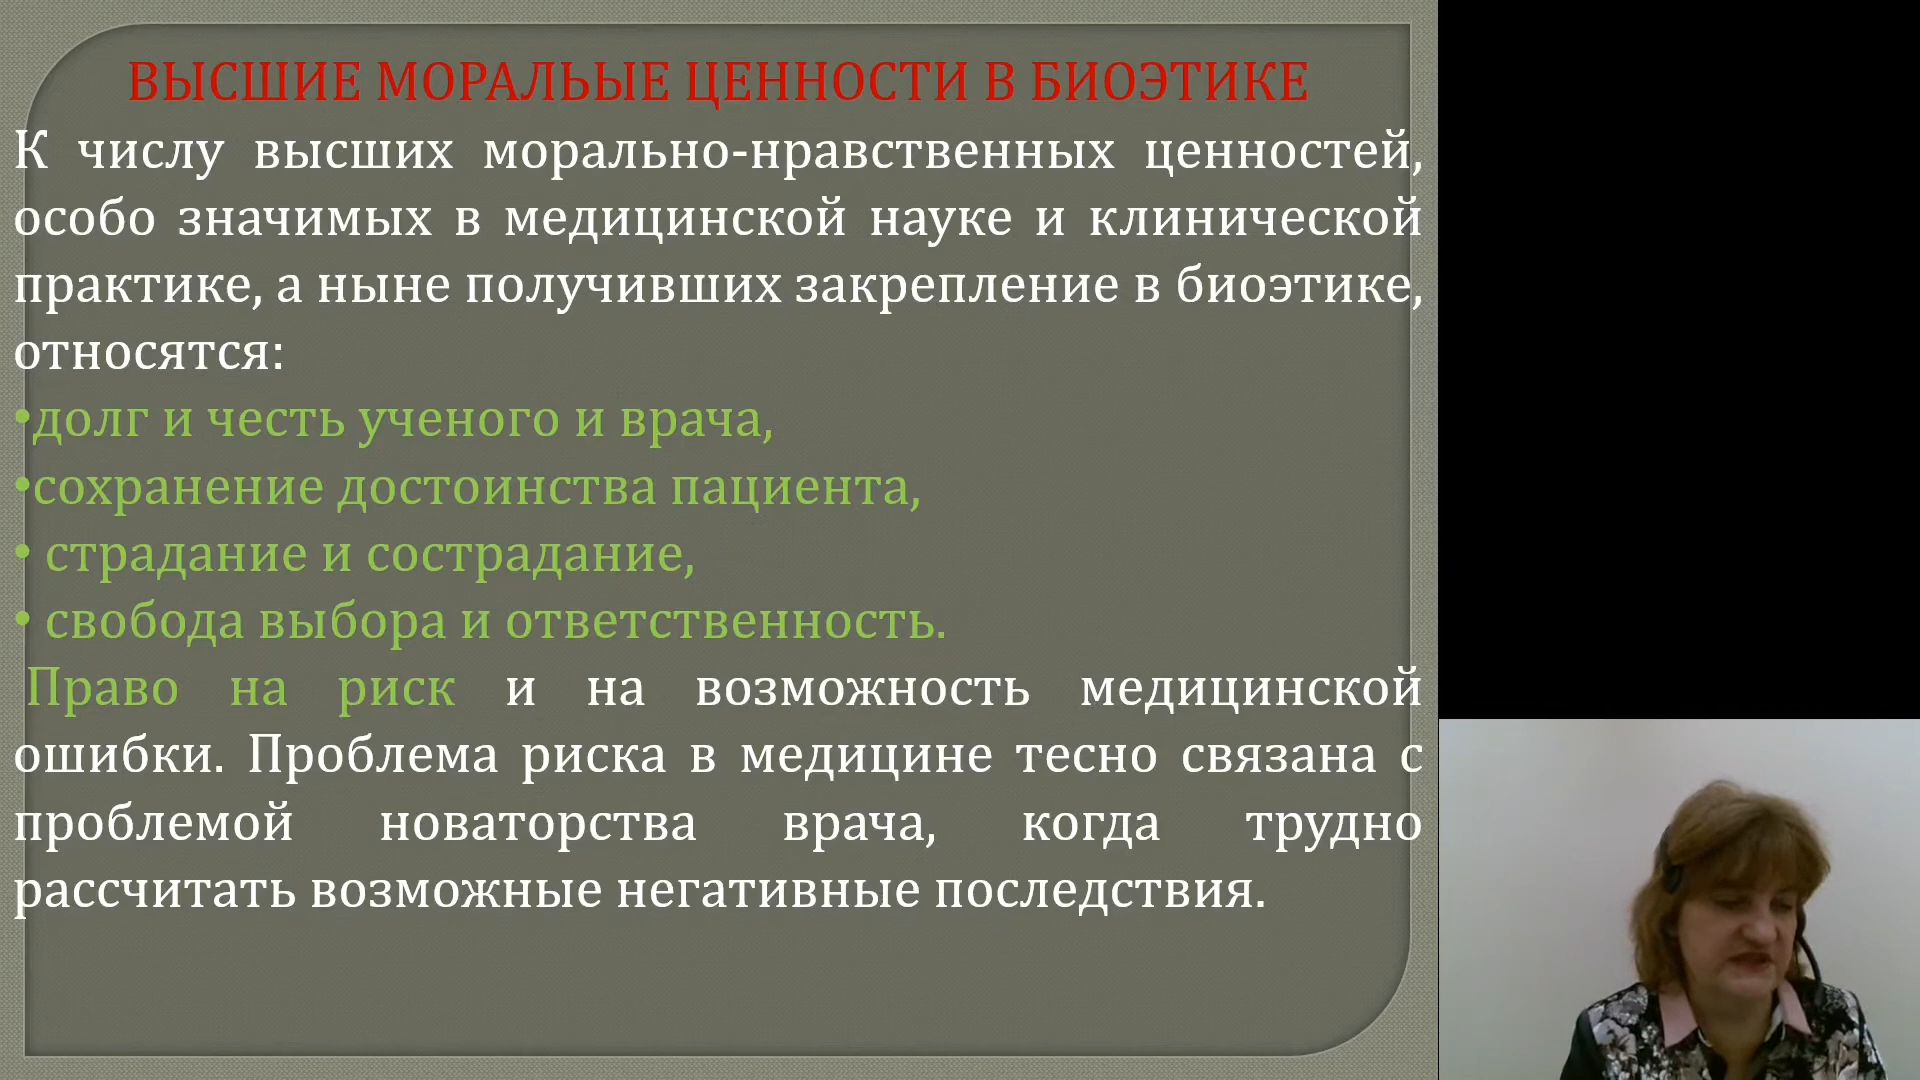 ВЫСШИЕ МОРАЛЬЫЕ ЦЕННОСТИ В БИОЭТИКЕ
К числу высших морально-нравственных ценностей,
особо значимых в медицинской науке и клинической
практике, а ныне получивших закрепление в биоэтике,
относятся:
•долг и честь ученого и врача,
•сохранение достоинства пациента,
• страдание и сострадание,
• свобода выбора и ответственность.
Право на риск и на возможность медицинской
ошибки. Проблема риска в медицине тесно связана с
проблемой новаторства врача, когда трудно
рассчитать возможные негативные последствия.